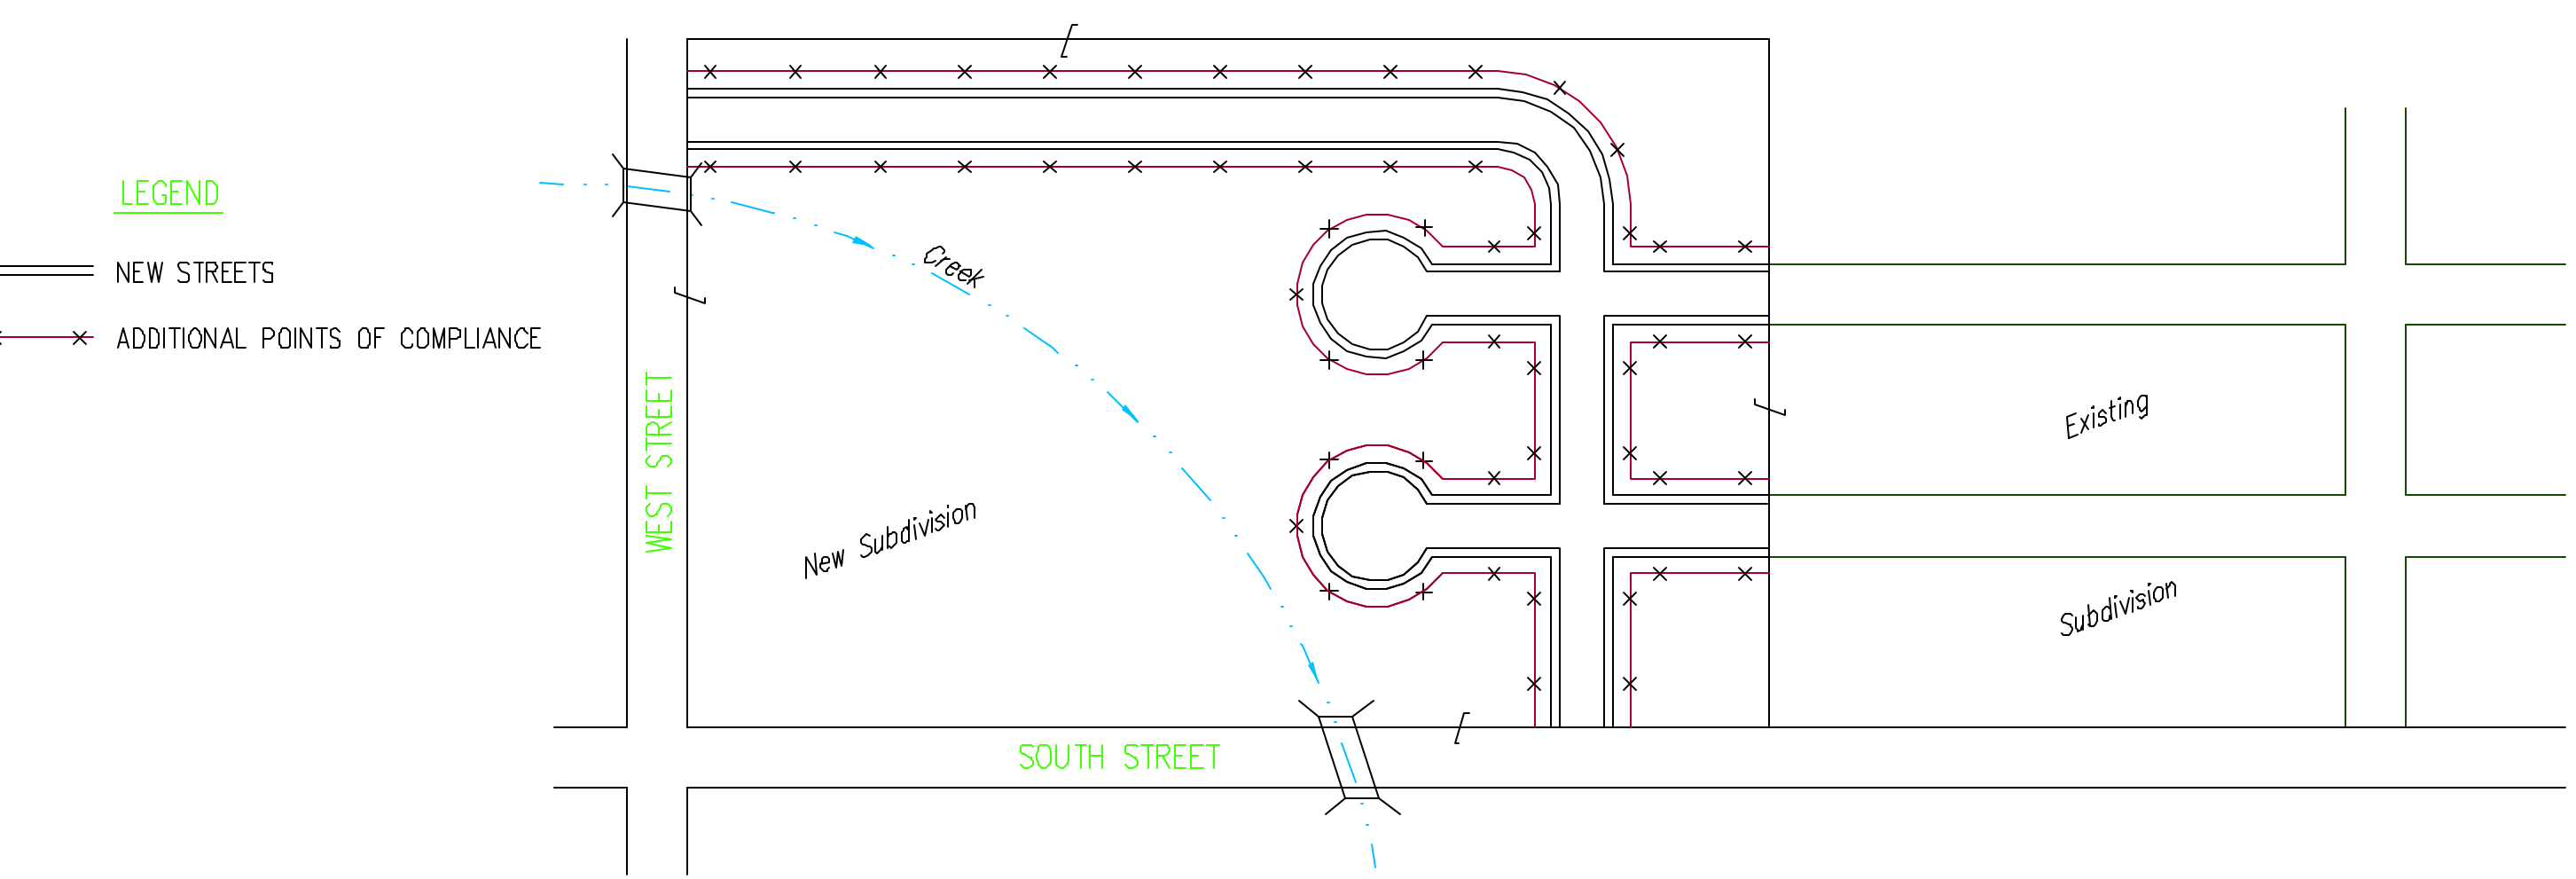 LEGEND
NEW STREETS
ADDITIONAL POINTS OF COMPLIANCE
WEST STREET
Creek
New Subdivision
SOUTH STREET
Existing
Subdivision